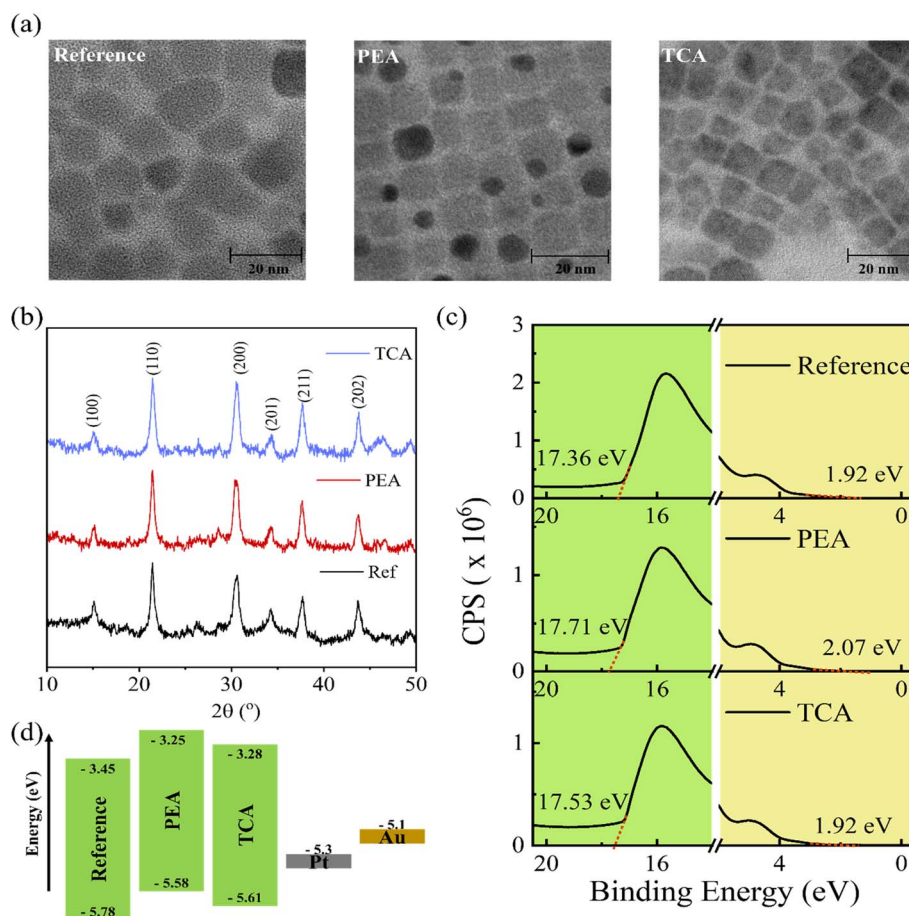 (a)
Reference
PEA
TCA
20 nm
20 nm
20 nm
(b)
TCA
PEA
Ref
(100)
(110)
(200)
(201)
(211)
(202)
10 20 30 40 50
2θ (°)
(c)
3
2
1
0
1
0
1
0
CPS ( x 10⁶)
Reference
17.36 eV
1.92 eV
20 16 4 0
PEA
17.71 eV
2.07 eV
20 16 4 0
TCA
17.53 eV
1.92 eV
20 16 4 0
Binding Energy (eV)
(d)
Energy (eV)
- 3.45
Reference
- 5.78
- 3.25
PEA
- 5.58
- 3.28
TCA
- 5.61
- 5.3
Pt
- 5.1
Au